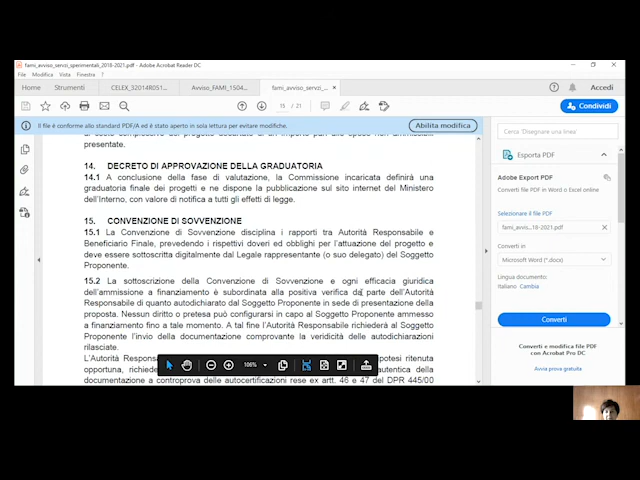 fami_avviso_servzi_sperimentali_2018-2021.pdf - Adobe Acrobat Reader DC
File Modifica Vista Finestra ?
Home Strumenti CELEX_32014R051... Avviso_FAMI_1504... fami_avviso_servzi_... × Accedi
15 / 21 Condividi
Il file è conforme allo standard PDF/A ed è stato aperto in sola lettura per evitare modifiche. Abilita modifica
presentate.
14. DECRETO DI APPROVAZIONE DELLA GRADUATORIA
14.1 A conclusione della fase di valutazione, la Commissione incaricata definirà una
graduatoria finale dei progetti e ne dispone la pubblicazione sul sito internet del Ministero
dell'Interno, con valore di notifica a tutti gli effetti di legge.
15. CONVENZIONE DI SOVVENZIONE
15.1 La Convenzione di Sovvenzione disciplina i rapporti tra Autorità Responsabile e
Beneficiario Finale, prevedendo i rispettivi doveri ed obblighi per l'attuazione del progetto e
deve essere sottoscritta digitalmente dal Legale rappresentante (o suo delegato) del Soggetto
Proponente.
15.2 La sottoscrizione della Convenzione di Sovvenzione e ogni efficacia giuridica
dell'ammissione a finanziamento è subordinata alla positiva verifica da parte dell'Autorità
Responsabile di quanto autodichiarato dal Soggetto Proponente in sede di presentazione della
proposta. Nessun diritto o pretesa può configurarsi in capo al Soggetto Proponente ammesso
a finanziamento fino a tale momento. A tal fine l'Autorità Responsabile richiederà al Soggetto
Proponente l'invio della documentazione comprovante la veridicità delle autodichiarazioni
rilasciate.
L'Autorità Responsa ipotesi ritenuta
opportuna, richiede autentica della
documentazione a controprova delle autocertificazioni rese ex artt. 46 e 47 del DPR 445/00
106%
Cerca 'Disegnare una linea'
Esporta PDF
Adobe Export PDF
Converti file PDF in Word o Excel online
Selezionare il file PDF
fami_avvis...18-2021.pdf ×
Converti in
Microsoft Word (*.docx)
Lingua documento:
Italiano Cambia
Converti
Converti e modifica file PDF
con Acrobat Pro DC
Avvia prova gratuita